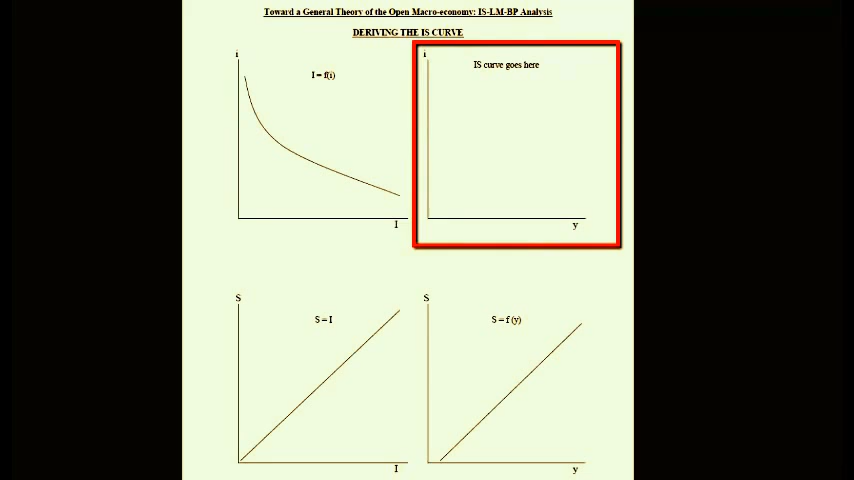 Toward a General Theory of the Open Macro-economy: IS-LM-BP Analysis
DERIVING THE IS CURVE
i
I = f(i)
I
i
IS curve goes here
y
S
S = I
I
S
S = f (y)
y